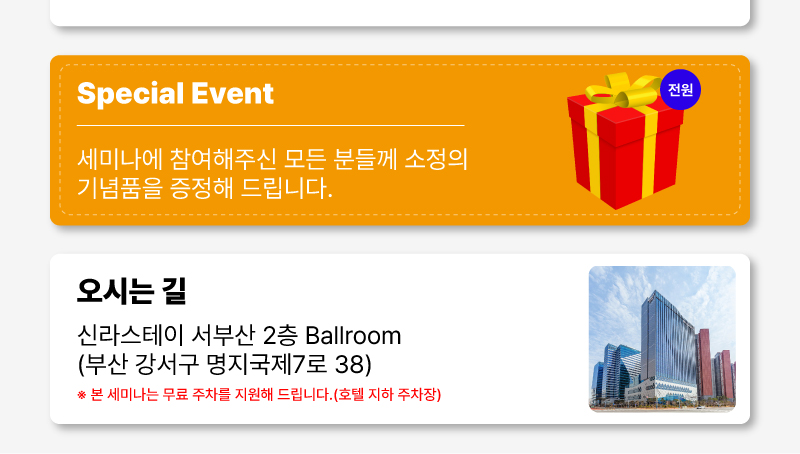 Special Event
전원
세미나에 참여해주신 모든 분들께 소정의
기념품을 증정해 드립니다.
오시는 길
신라스테이 서부산 2층 Ballroom
(부산 강서구 명지국제7로 38)
※ 본 세미나는 무료 주차를 지원해 드립니다.(호텔 지하 주차장)